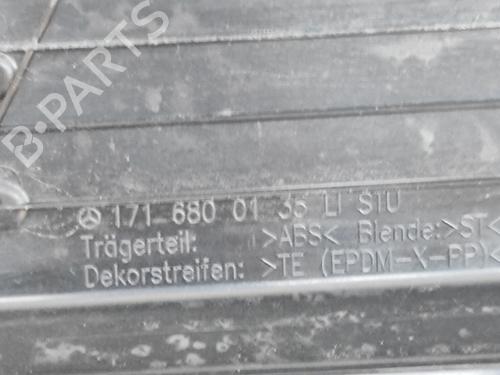 B-PARTS
171 680 01 35 LI STU
Trägerteil: >ABS< Blende: >ST<
Dekorstreifen: >TE (EPDM-X-PP)<